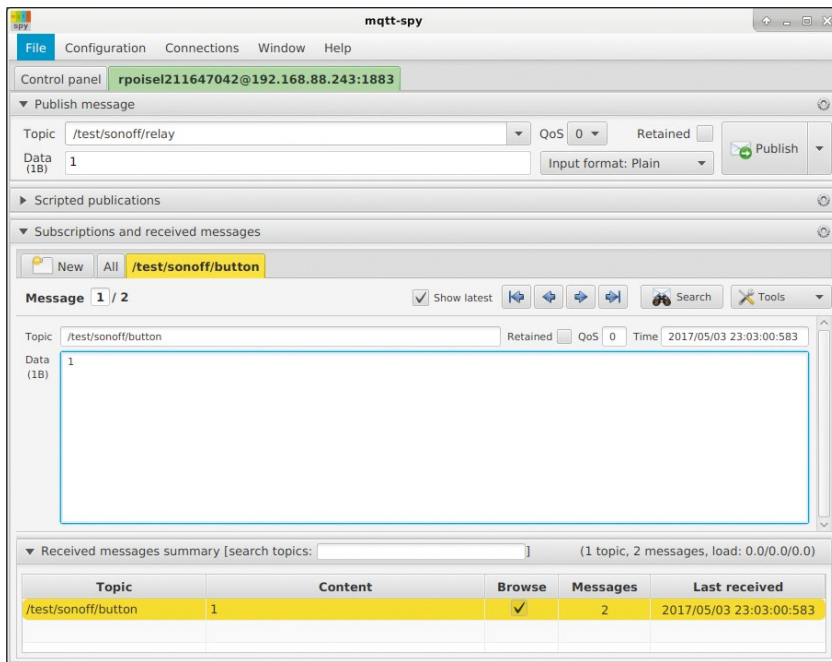 spy mqtt-spy
File Configuration Connections Window Help
Control panel rpoisel211647042@192.168.88.243:1883
Publish message
Topic /test/sonoff/relay QoS 0 Retained
Publish
Data (1B) 1 Input format: Plain
Scripted publications
Subscriptions and received messages
New All /test/sonoff/button
Message 1 / 2 Show latest Search Tools
Topic /test/sonoff/button Retained QoS 0 Time 2017/05/03 23:03:00:583
Data 1
(1B)
Received messages summary [search topics: ] (1 topic, 2 messages, load: 0.0/0.0/0.0)
Topic Content Browse Messages Last received
/test/sonoff/button 1 2 2017/05/03 23:03:00:583